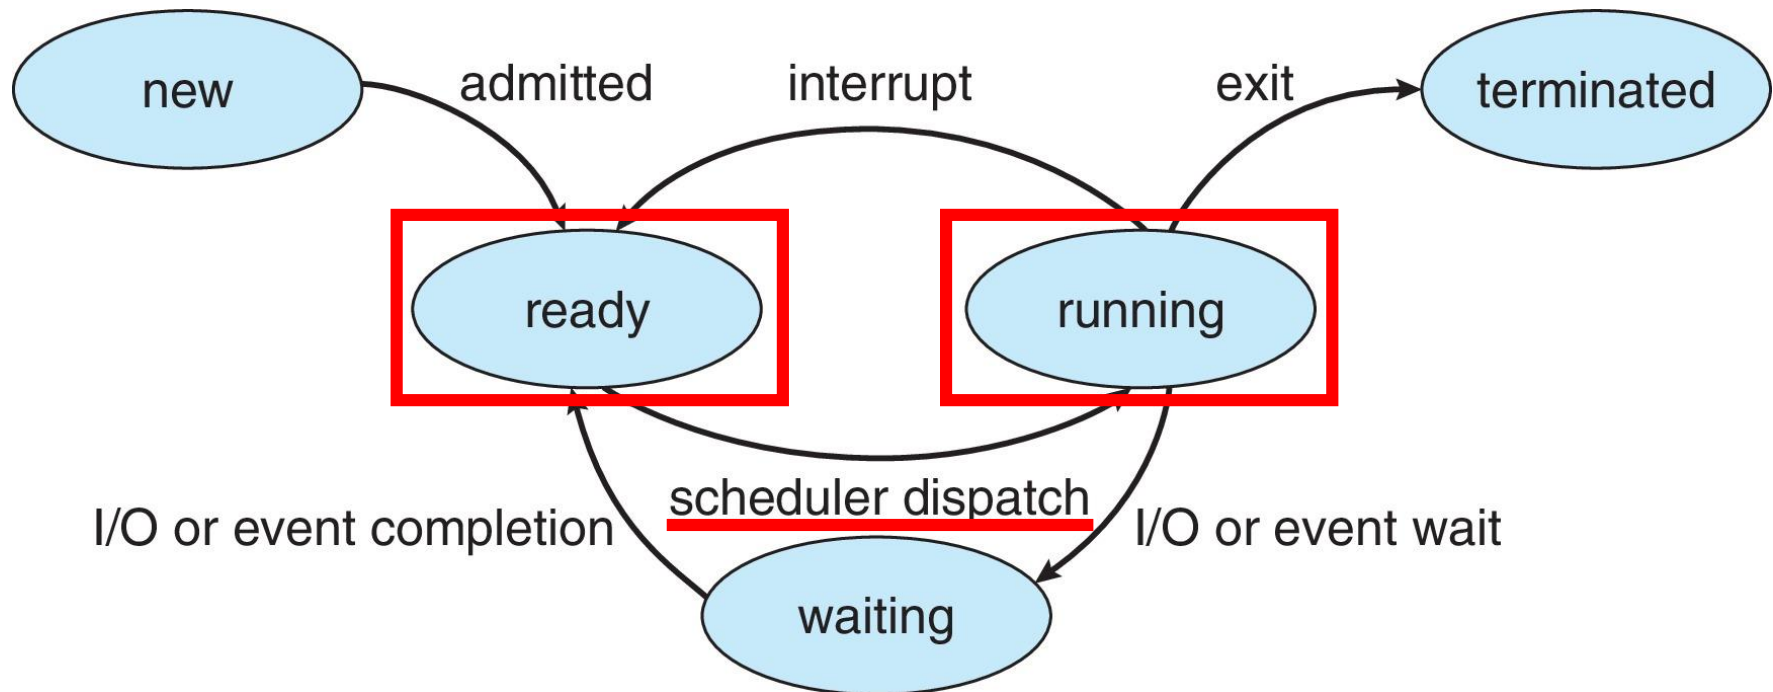 new
admitted
interrupt
exit
terminated
ready
running
I/O or event completion
scheduler dispatch
I/O or event wait
waiting